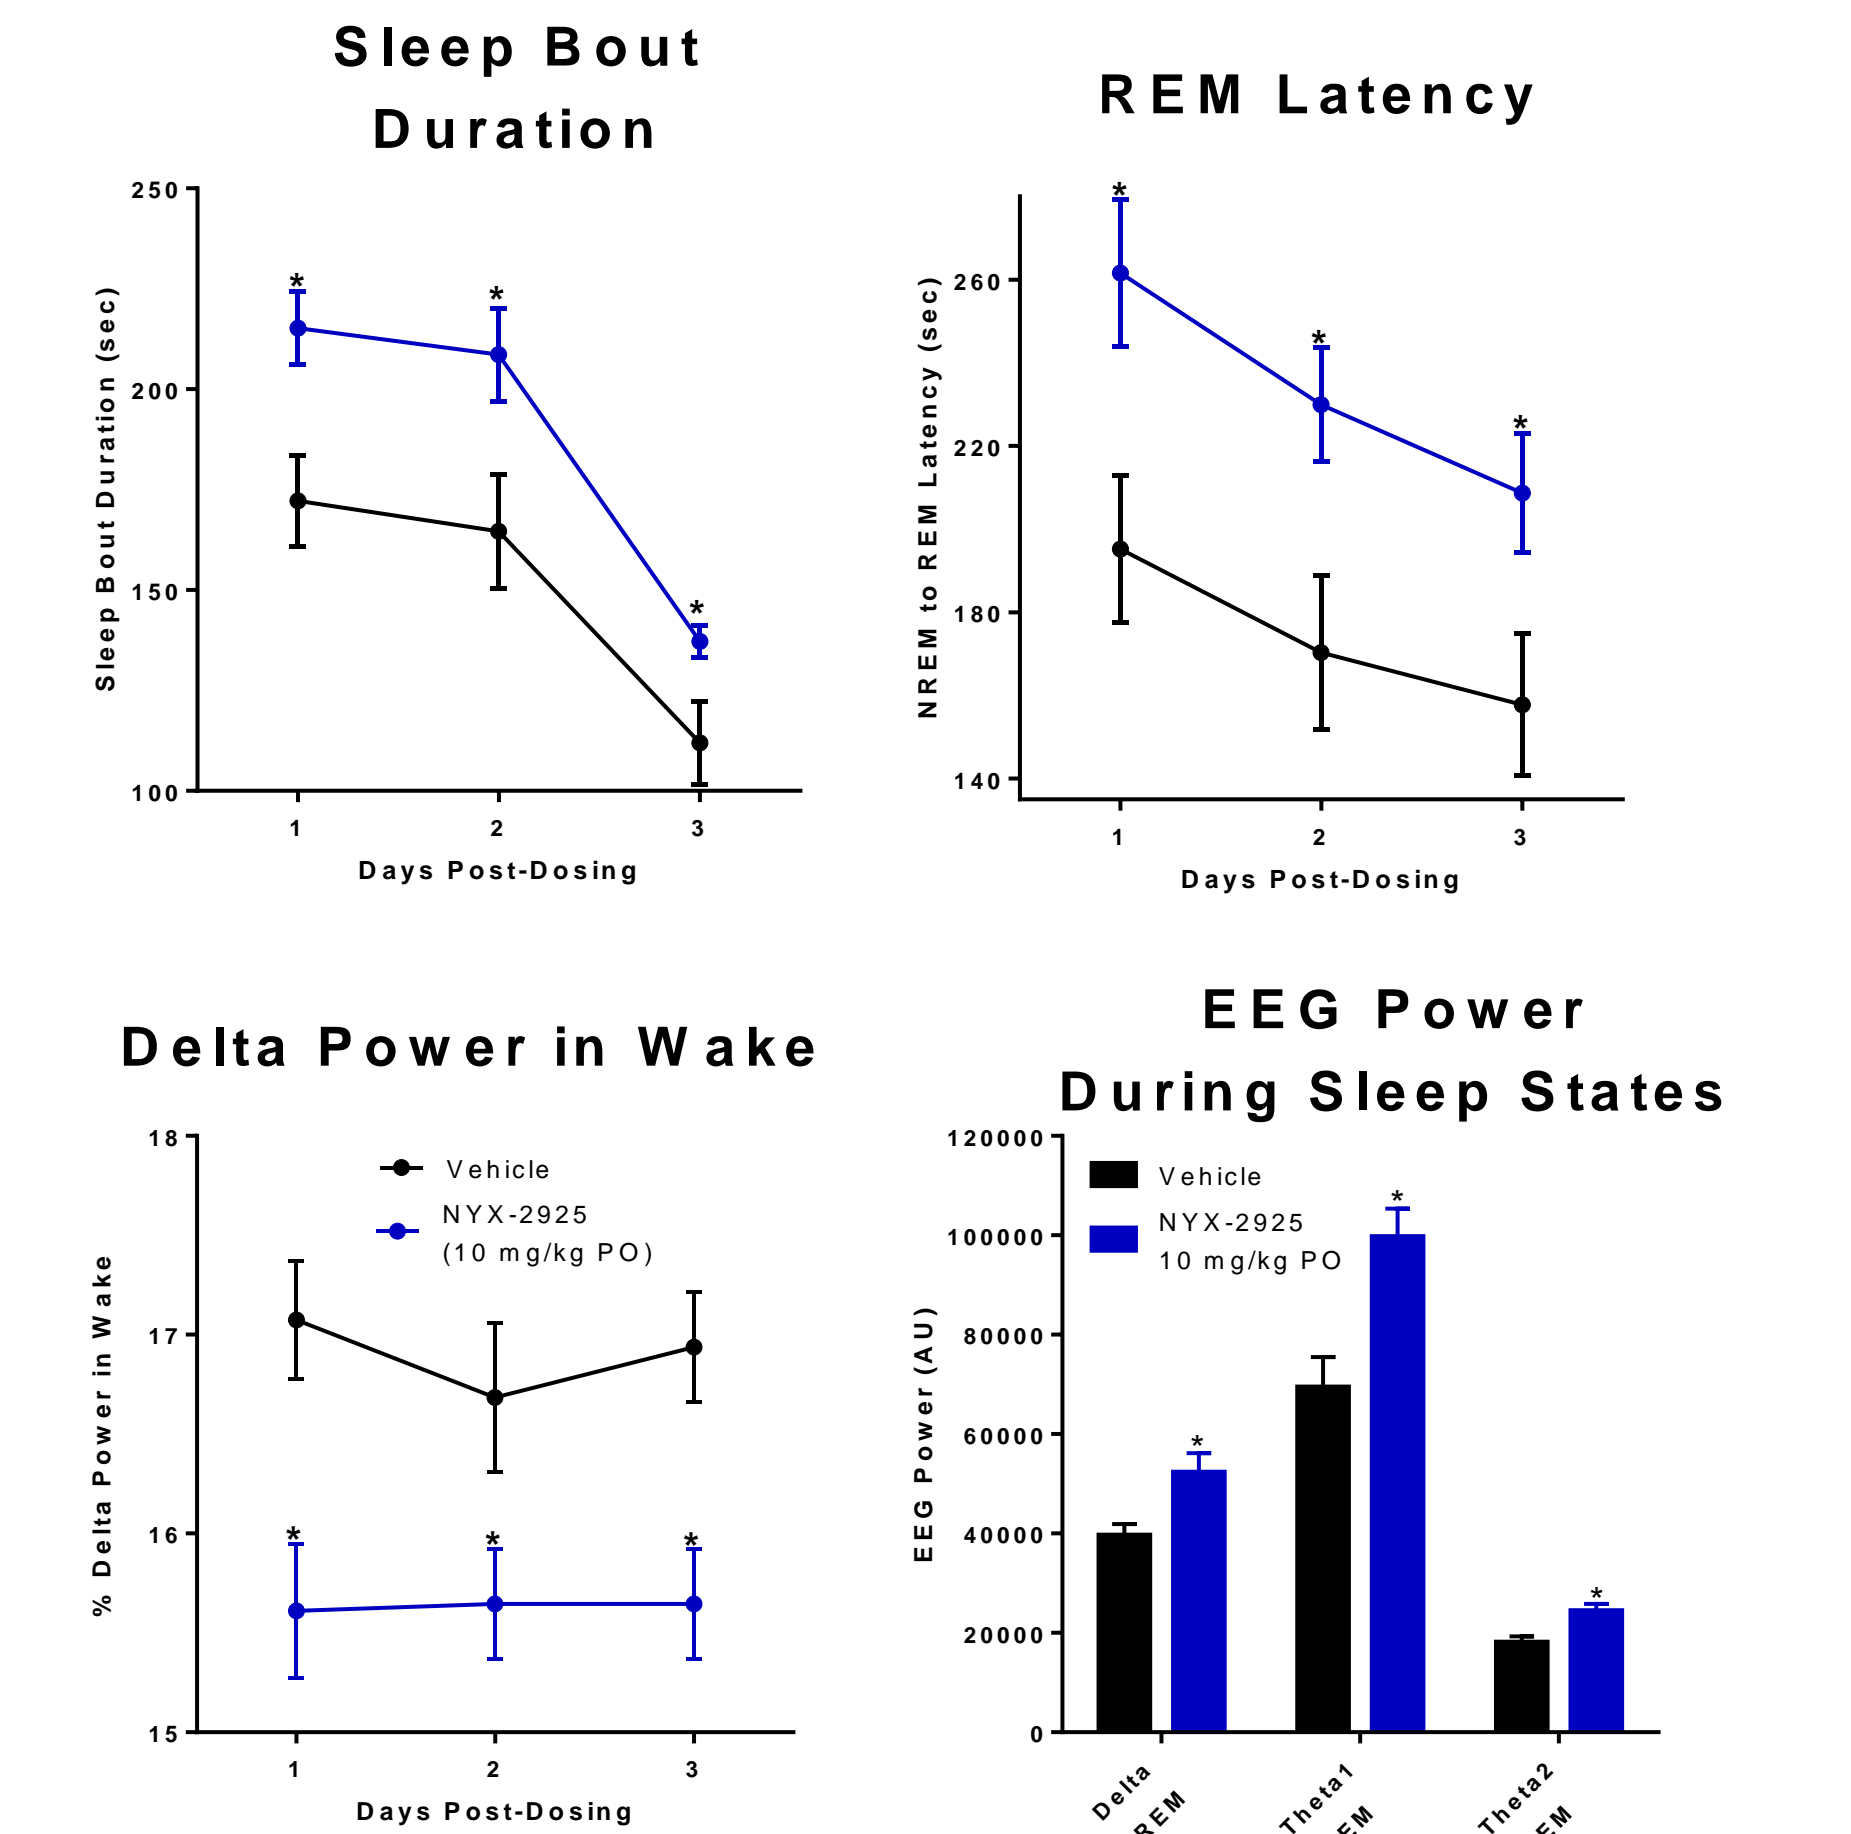 Sleep Bout
Duration
250
200
150
100
Sleep Bout Duration (sec)
*
*
*
1
2
3
Days Post-Dosing
REM Latency
260
220
180
140
NREM to REM Latency (sec)
*
*
*
1
2
3
Days Post-Dosing
Delta Power in Wake
18
17
16
15
% Delta Power in Wake
Vehicle
NYX-2925
(10 mg/kg PO)
*
*
*
1
2
3
Days Post-Dosing
EEG Power
During Sleep States
120000
100000
80000
60000
40000
20000
0
EEG Power (AU)
Vehicle
NYX-2925
10 mg/kg PO
*
*
*
Delta
REM
Theta1
EM
Theta2
EM